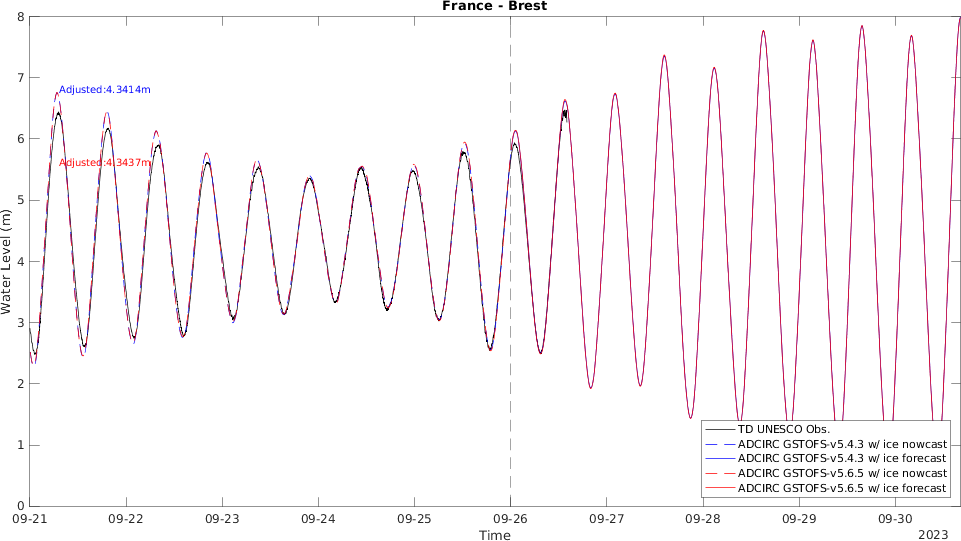 France - Brest
8
7
6
5
4
3
2
1
0
Water Level (m)
Adjusted:4.3414m
Adjusted:4.3437m
TD UNESCO Obs.
ADCIRC GSTOFS-v5.4.3 w/ ice nowcast
ADCIRC GSTOFS-v5.4.3 w/ ice forecast
ADCIRC GSTOFS-v5.6.5 w/ ice nowcast
ADCIRC GSTOFS-v5.6.5 w/ ice forecast
09-21 09-22 09-23 09-24 09-25 09-26 09-27 09-28 09-29 09-30
Time
2023